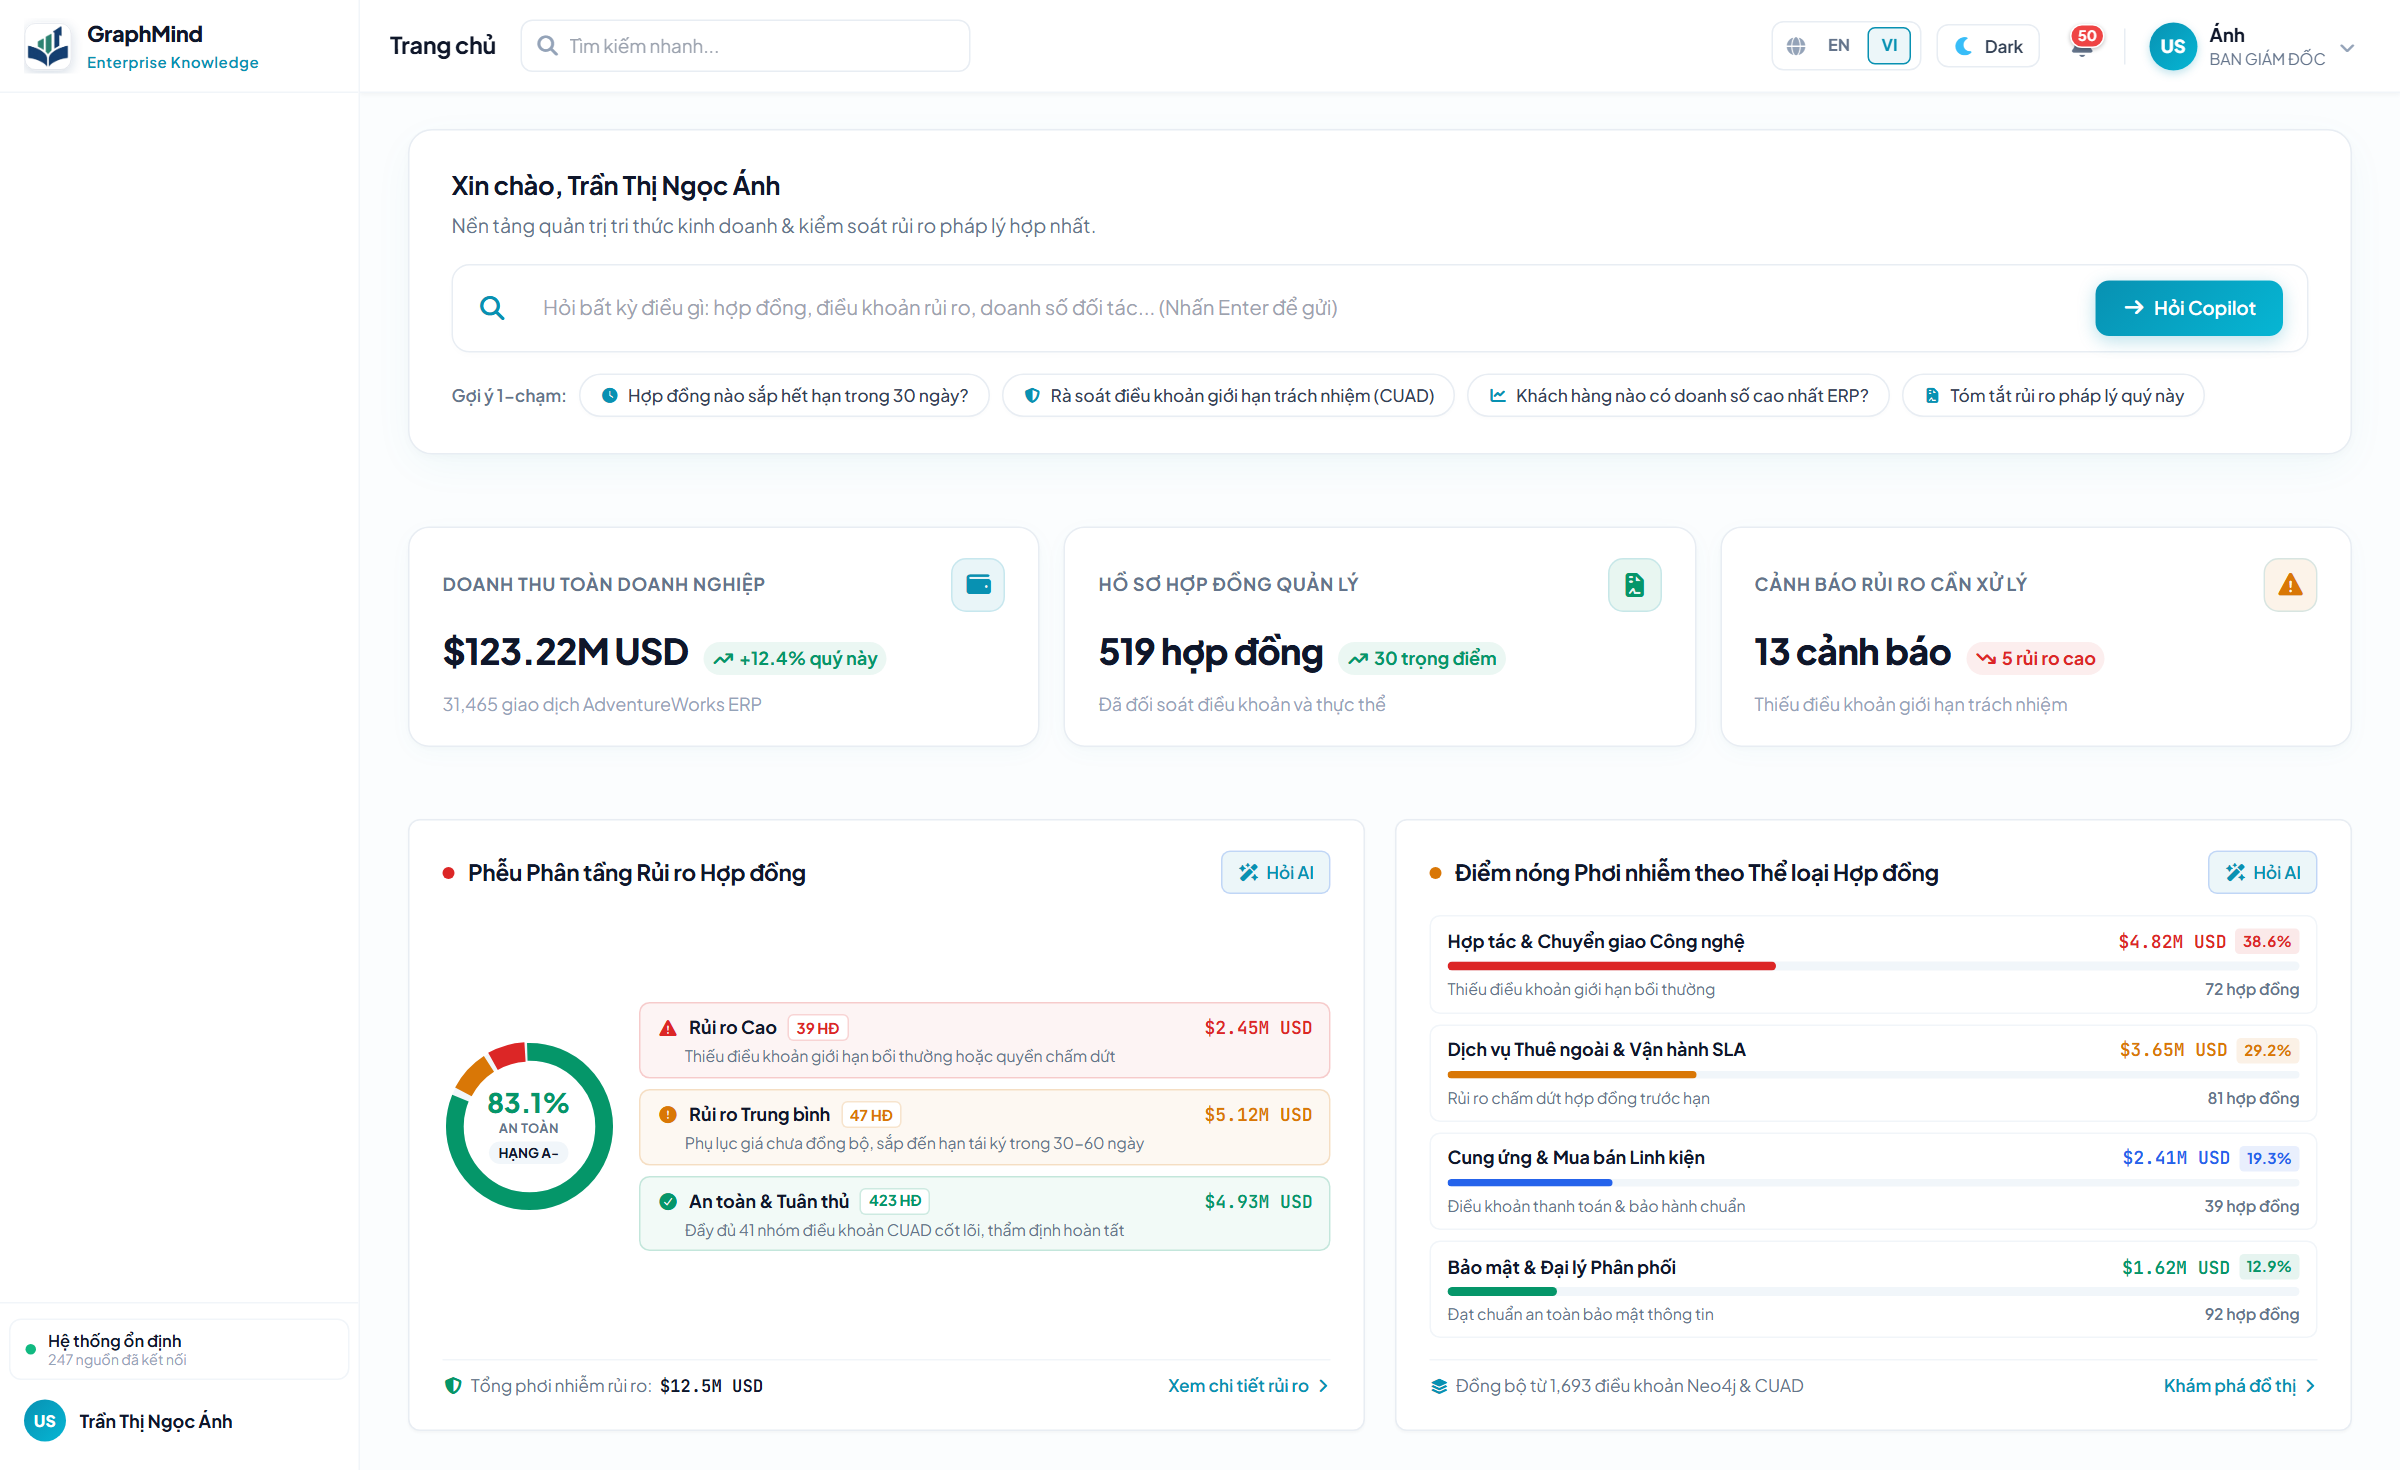 GraphMind
Enterprise Knowledge
Trang chủ
Tìm kiếm nhanh...
EN
VI
Dark
50
US
Ánh
BAN GIÁM ĐỐC
Xin chào, Trần Thị Ngọc Ánh
Nền tảng quản trị tri thức kinh doanh & kiểm soát rủi ro pháp lý hợp nhất.
Hỏi bất kỳ điều gì: hợp đồng, điều khoản rủi ro, doanh số đối tác... (Nhấn Enter để gửi)
Hỏi Copilot
Gợi ý 1-chạm:
Hợp đồng nào sắp hết hạn trong 30 ngày?
Rà soát điều khoản giới hạn trách nhiệm (CUAD)
Khách hàng nào có doanh số cao nhất ERP?
Tóm tắt rủi ro pháp lý quý này
DOANH THU TOÀN DOANH NGHIỆP
$123.22M USD
+12.4% quý này
31,465 giao dịch AdventureWorks ERP
HỒ SƠ HỢP ĐỒNG QUẢN LÝ
519 hợp đồng
30 trọng điểm
Đã đối soát điều khoản và thực thể
CẢNH BÁO RỦI RO CẦN XỬ LÝ
13 cảnh báo
5 rủi ro cao
Thiếu điều khoản giới hạn trách nhiệm
Phễu Phân tầng Rủi ro Hợp đồng
Hỏi AI
83.1%
AN TOÀN
HẠNG A-
Rủi ro Cao
39 HĐ
$2.45M USD
Thiếu điều khoản giới hạn bồi thường hoặc quyền chấm dứt
Rủi ro Trung bình
47 HĐ
$5.12M USD
Phụ lục giá chưa đồng bộ, sắp đến hạn tái ký trong 30-60 ngày
An toàn & Tuân thủ
423 HĐ
$4.93M USD
Đầy đủ 41 nhóm điều khoản CUAD cốt lõi, thẩm định hoàn tất
Tổng phơi nhiễm rủi ro: $12.5M USD
Xem chi tiết rủi ro
Điểm nóng Phơi nhiễm theo Thể loại Hợp đồng
Hỏi AI
Hợp tác & Chuyển giao Công nghệ
$4.82M USD
38.6%
Thiếu điều khoản giới hạn bồi thường
72 hợp đồng
Dịch vụ Thuê ngoài & Vận hành SLA
$3.65M USD
29.2%
Rủi ro chấm dứt hợp đồng trước hạn
81 hợp đồng
Cung ứng & Mua bán Linh kiện
$2.41M USD
19.3%
Điều khoản thanh toán & bảo hành chuẩn
39 hợp đồng
Bảo mật & Đại lý Phân phối
$1.62M USD
12.9%
Đạt chuẩn an toàn bảo mật thông tin
92 hợp đồng
Đồng bộ từ 1,693 điều khoản Neo4j & CUAD
Khám phá đồ thị
Hệ thống ổn định
247 nguồn đã kết nối
US
Trần Thị Ngọc Ánh